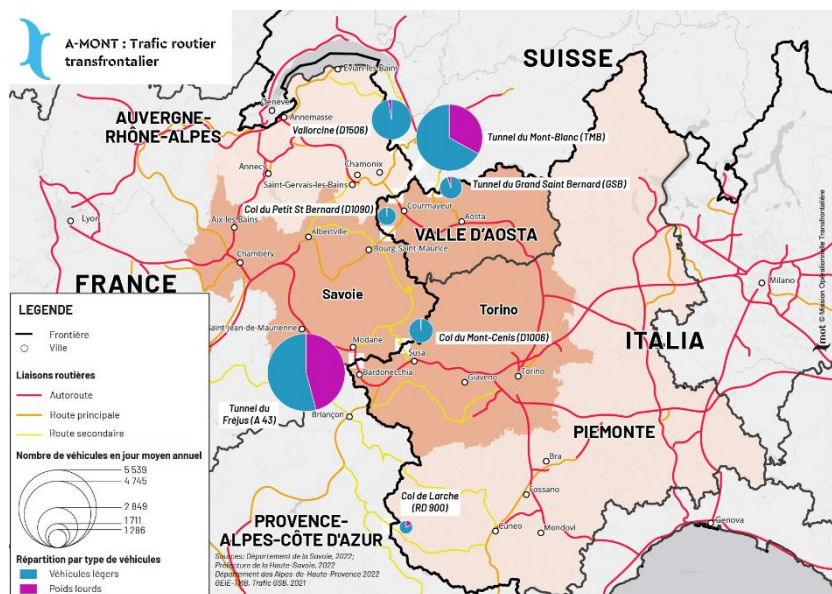 A-MONT : Trafic routier
transfrontalier
SUISSE
Evian les Bains
AUVERGNE-
RHÔNE-ALPES
Genève
Annemasse
Vallorcine (D1506)
Tunnel du Mont-Blanc (TMB)
Annecy
Chamonix
Saint-Gervais-les-Bains
Tunnel du Grand Saint Bernard (GSB)
Col du Petit St Bernard (D1090)
Courmayeur
Aosta
Lyon
Aix les Bains
Albertville
VALLE D'AOSTA
Chambéry
Bourg-Saint-Maurice
FRANCE
Milano
Savoie
Torino
LEGENDE
Frontière
Ville
Liaisons routières
Autoroute
Route principale
Route secondaire
Nombre de véhicules en jour moyen annuel
5 539
4 745
2 849
1 711
1 286
Répartition par type de véhicules
Véhicules légers
Poids lourds
Saint-Jean-de-Maurienne
Modane
Col du Mont-Cenis (D1006)
ITALIA
Susa
Bardonecchia
Giaveno
Torino
Tunnel du
Fréjus (A 43)
Briançon
PIEMONTE
Bra
Col de Larche
(RD 900)
Fossano
PROVENCE-
ALPES-CÔTE D'AZUR
Cuneo
Mondovì
Genova
Sources: Département de la Savoie, 2022;
Préfecture de la Haute-Savoie, 2022
Département des Alpes-de-Haute-Provence 2022
GEIE-TMB, Trafic GSB, 2021
mot © Mission Opérationnelle Transfrontalière